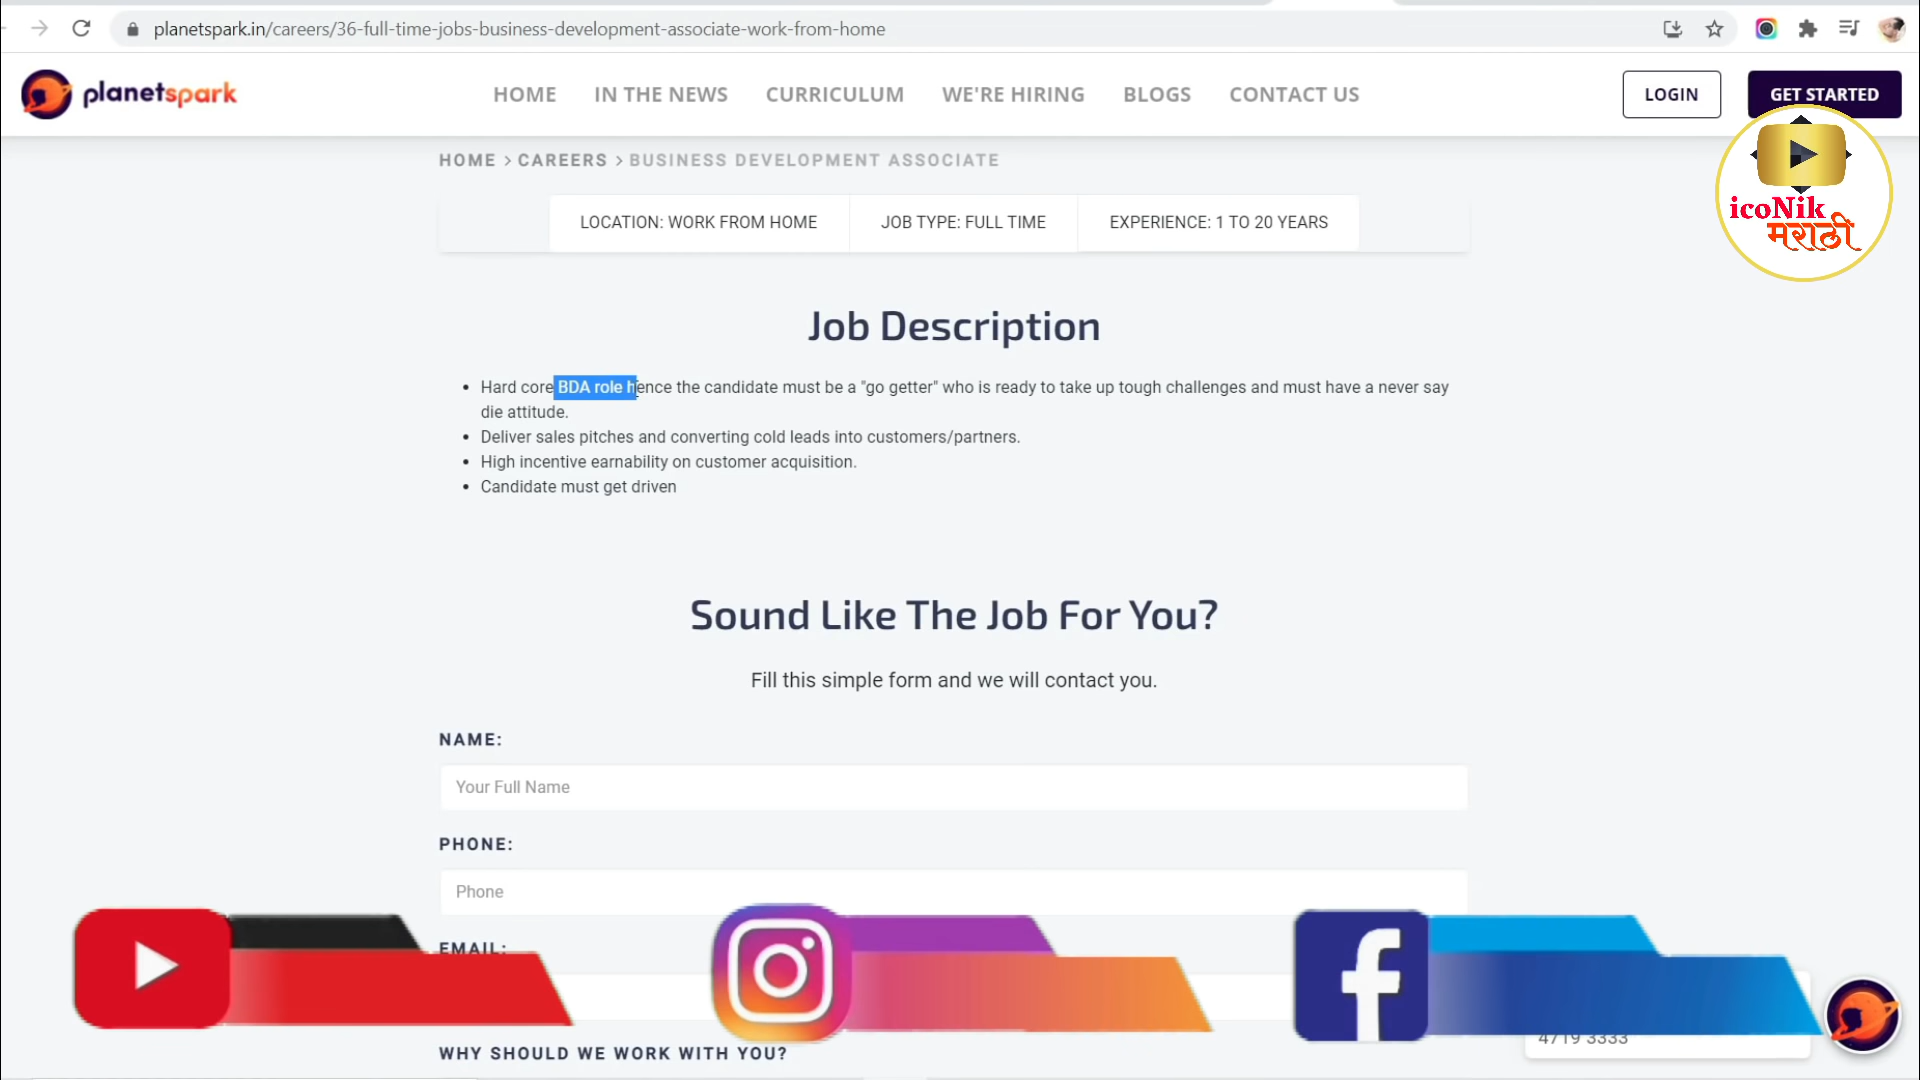 planetspark.in/careers/36-full-time-jobs-business-development-associate-work-from-home
planetspark
HOME
IN THE NEWS
CURRICULUM
WE'RE HIRING
BLOGS
CONTACT US
LOGIN
GET STARTED
icoNik
मराठी
HOME > CAREERS > BUSINESS DEVELOPMENT ASSOCIATE
LOCATION: WORK FROM HOME
JOB TYPE: FULL TIME
EXPERIENCE: 1 TO 20 YEARS
Job Description
• Hard core BDA role hence the candidate must be a "go getter" who is ready to take up tough challenges and must have a never say
die attitude.
• Deliver sales pitches and converting cold leads into customers/partners.
• High incentive earnability on customer acquisition.
• Candidate must get driven
Sound Like The Job For You?
Fill this simple form and we will contact you.
NAME:
Your Full Name
PHONE:
Phone
EMAIL:
4719 3333
WHY SHOULD WE WORK WITH YOU?